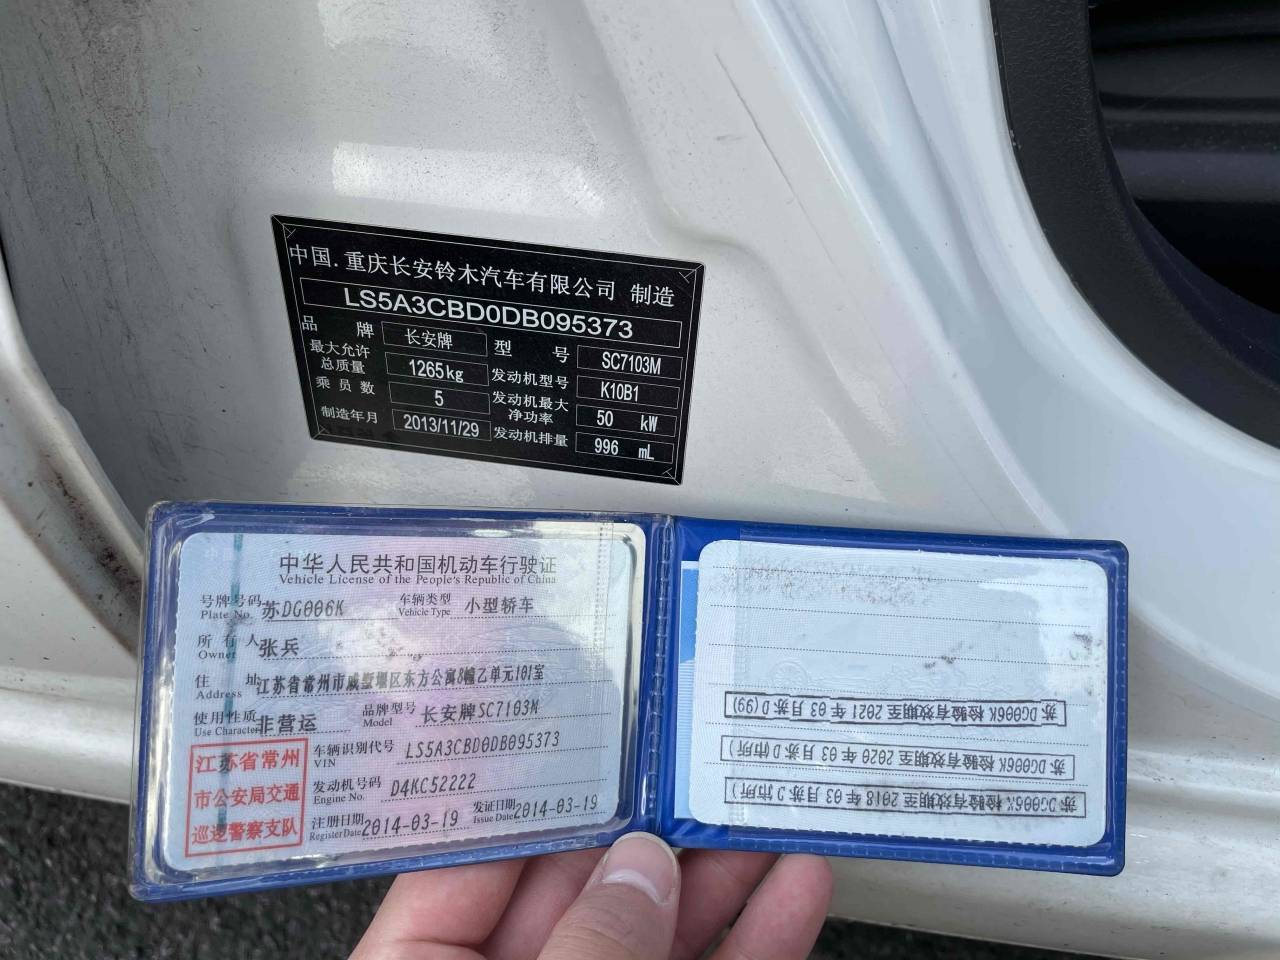 中国.重庆长安铃木汽车有限公司 制造
LS5A3CBD0DB095373
品 牌 长安牌 型 号 SC7103M
最大允许总质量 1265kg 发动机型号 K10B1
乘员数 5 发动机最大净功率 50 kW
制造年月 2013/11/29 发动机排量 996 mL
中华人民共和国机动车行驶证
Vehicle License of the People's Republic of China
号牌号码 苏DG006K 车辆类型 小型轿车
Plate No. Vehicle Type
所有人 张兵
Owner
住 址 江苏省常州市戚墅堰区东方公寓8幢乙单元101室
Address
使用性质 非营运 品牌型号 长安牌SC7103M
Use Character Model
江苏省常州
市公安局交通
巡逻警察支队
车辆识别代号 LS5A3CBD0DB095373
VIN
发动机号码 D4KC52222
Engine No.
注册日期 2014-03-19 发证日期 2014-03-19
Register Date Issue Date
苏DG006K 检验有效期至2021年03月苏D(99)
苏DG006K 检验有效期至2020年03月苏D
苏DG006K 检验有效期至2018年03月苏D